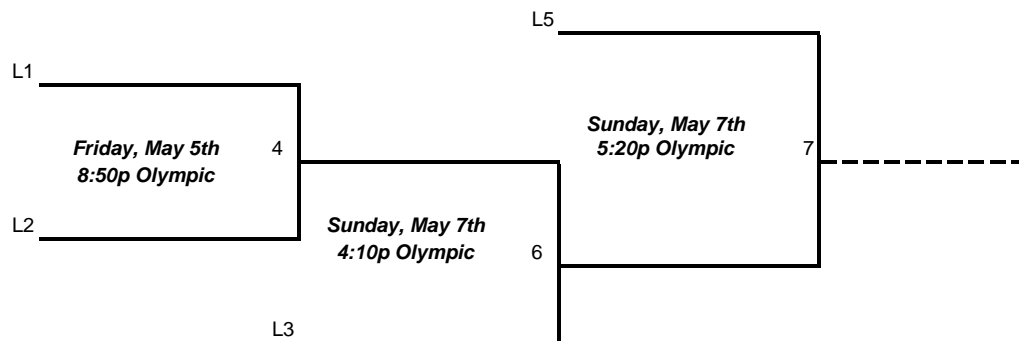 L5
L1
Sunday, May 7th
5:20p Olympic
7
Friday, May 5th
8:50p Olympic
4
L2
Sunday, May 7th
4:10p Olympic
6
L3